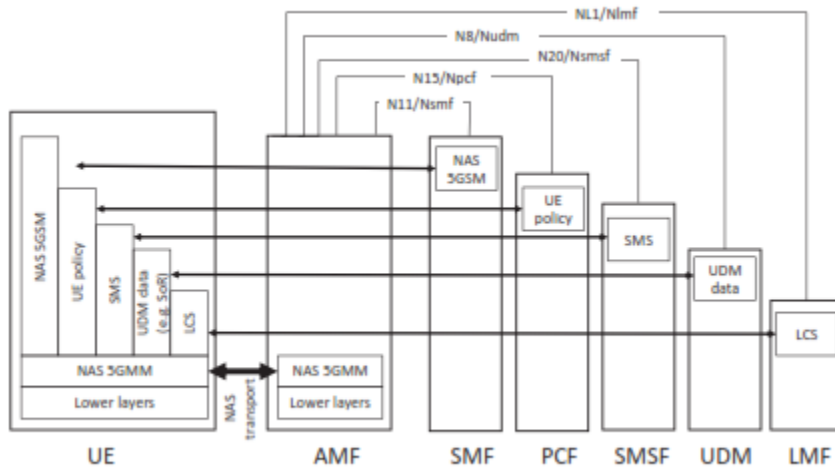 NL1/Nlmf
N8/Nudm
N20/Nsmsf
N15/Npcf
N11/Nsmf
NAS 5GSM
UE policy
SMS
UDM data
(e.g. SoR)
LCS
NAS 5GMM
Lower layers
NAS
transport
NAS 5GMM
Lower layers
NAS
5GSM
UE
policy
SMS
UDM
data
LCS
UE
AMF
SMF
PCF
SMSF
UDM
LMF